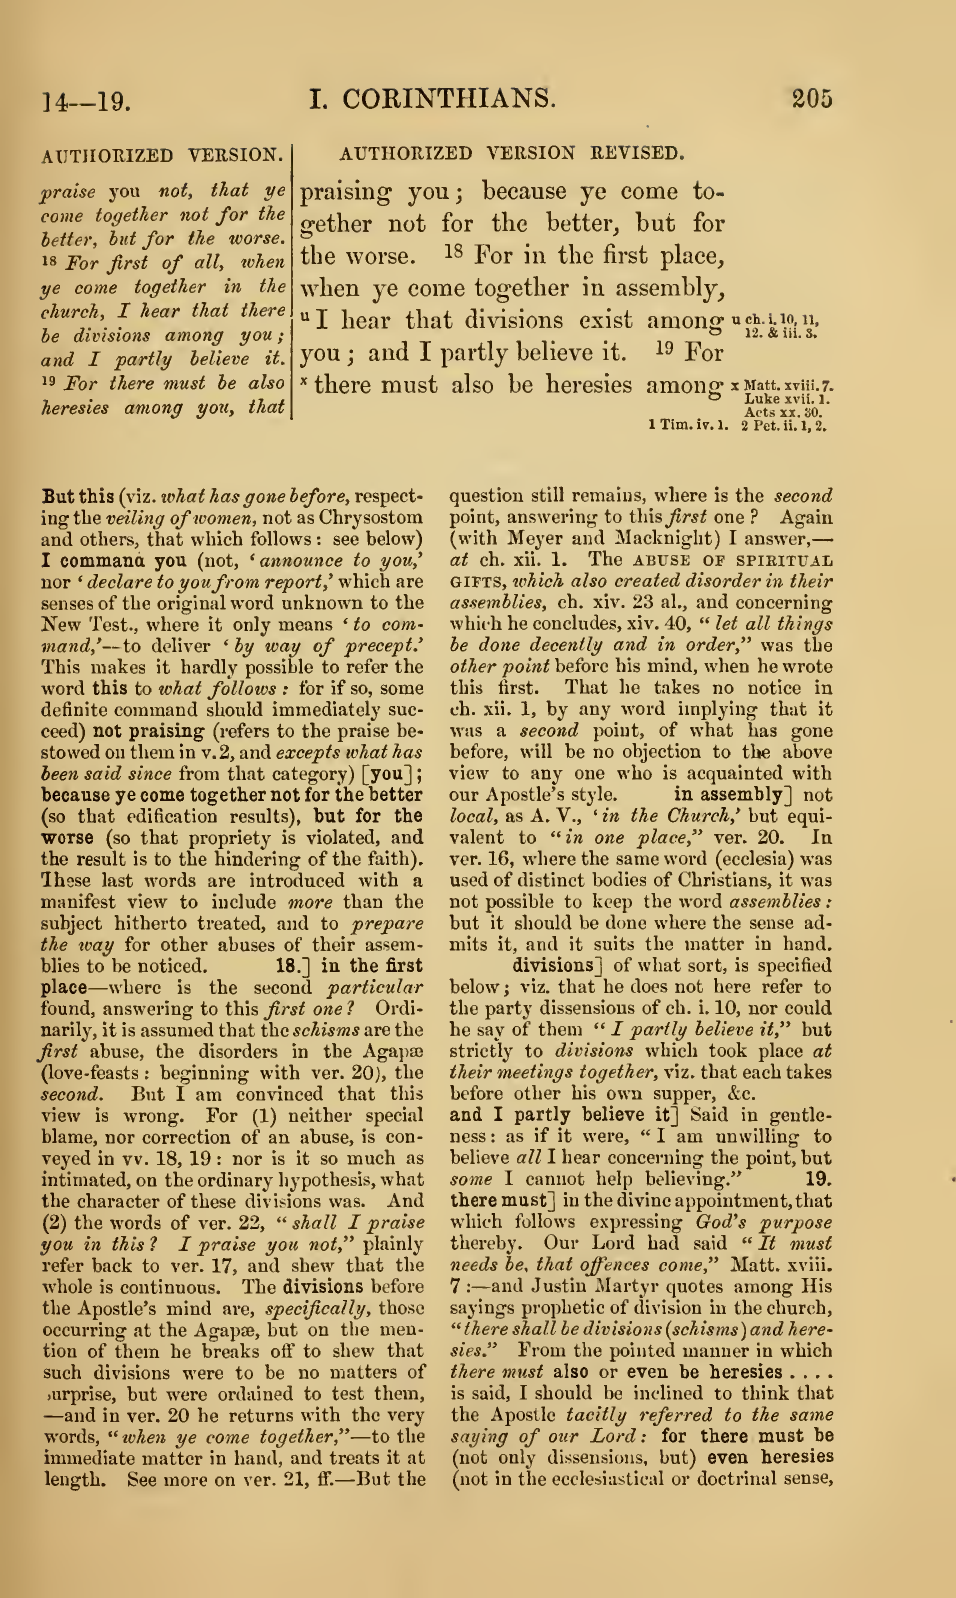 14—19.
I. CORINTHIANS.
205
AUTHORIZED VERSION.
praise you not, that ye
come together not for the
better, but for the worse.
18 For first of all, when
ye come together in the
church, I hear that there
be divisions among you;
and I partly believe it.
19 For there must be also
heresies among you, that
AUTHORIZED VERSION REVISED.
praising you; because ye come to-
gether not for the better, but for
the worse. 18 For in the first place,
when ye come together in assembly,
u I hear that divisions exist among
you; and I partly believe it. 19 For
x there must also be heresies among
u ch. i. 10, 11,
12. & iii. 3.
x Matt. xviii. 7.
Luke xvii. 1.
Acts xx. 30.
1 Tim. iv. 1. 2 Pet. ii. 1, 2.
But this (viz. what has gone before, respect-
ing the veiling of women, not as Chrysostom
and others, that which follows: see below)
I command you (not, ‘announce to you,’
nor ‘declare to you from report,’ which are
senses of the original word unknown to the
New Test., where it only means ‘to com-
mand,’—to deliver ‘by way of precept.’
This makes it hardly possible to refer the
word this to what follows: for if so, some
definite command should immediately suc-
ceed) not praising (refers to the praise be-
stowed on them in v. 2, and excepts what has
been said since from that category) [you];
because ye come together not for the better
(so that edification results), but for the
worse (so that propriety is violated, and
the result is to the hindering of the faith).
These last words are introduced with a
manifest view to include more than the
subject hitherto treated, and to prepare
the way for other abuses of their assem-
blies to be noticed. 18.] in the first
place—where is the second particular
found, answering to this first one? Ordi-
narily, it is assumed that the schisms are the
first abuse, the disorders in the Agapæ
(love-feasts: beginning with ver. 20), the
second. But I am convinced that this
view is wrong. For (1) neither special
blame, nor correction of an abuse, is con-
veyed in vv. 18, 19: nor is it so much as
intimated, on the ordinary hypothesis, what
the character of these divisions was. And
(2) the words of ver. 22, “shall I praise
you in this? I praise you not,” plainly
refer back to ver. 17, and shew that the
whole is continuous. The divisions before
the Apostle’s mind are, specifically, those
occurring at the Agapæ, but on the men-
tion of them he breaks off to shew that
such divisions were to be no matters of
surprise, but were ordained to test them,
—and in ver. 20 he returns with the very
words, “when ye come together,”—to the
immediate matter in hand, and treats it at
length. See more on ver. 21, ff.—But the
question still remains, where is the second
point, answering to this first one? Again
(with Meyer and Macknight) I answer,—
at ch. xii. 1. The ABUSE OF SPIRITUAL
GIFTS, which also created disorder in their
assemblies, ch. xiv. 23 al., and concerning
which he concludes, xiv. 40, “let all things
be done decently and in order,” was the
other point before his mind, when he wrote
this first. That he takes no notice in
ch. xii. 1, by any word implying that it
was a second point, of what has gone
before, will be no objection to the above
view to any one who is acquainted with
our Apostle’s style. in assembly] not
local, as A. V., ‘in the Church,’ but equi-
valent to “in one place,” ver. 20. In
ver. 16, where the same word (ecclesia) was
used of distinct bodies of Christians, it was
not possible to keep the word assemblies:
but it should be done where the sense ad-
mits it, and it suits the matter in hand.
divisions] of what sort, is specified
below; viz. that he does not here refer to
the party dissensions of ch. i. 10, nor could
he say of them “I partly believe it,” but
strictly to divisions which took place at
their meetings together, viz. that each takes
before other his own supper, &c.
and I partly believe it] Said in gentle-
ness: as if it were, “I am unwilling to
believe all I hear concerning the point, but
some I cannot help believing.” 19.
there must] in the divine appointment, that
which follows expressing God’s purpose
thereby. Our Lord had said “It must
needs be, that offences come,” Matt. xviii.
7:—and Justin Martyr quotes among His
sayings prophetic of division in the church,
“there shall be divisions (schisms) and here-
sies.” From the pointed manner in which
there must also or even be heresies . . . .
is said, I should be inclined to think that
the Apostle tacitly referred to the same
saying of our Lord: for there must be
(not only dissensions, but) even heresies
(not in the ecclesiastical or doctrinal sense,